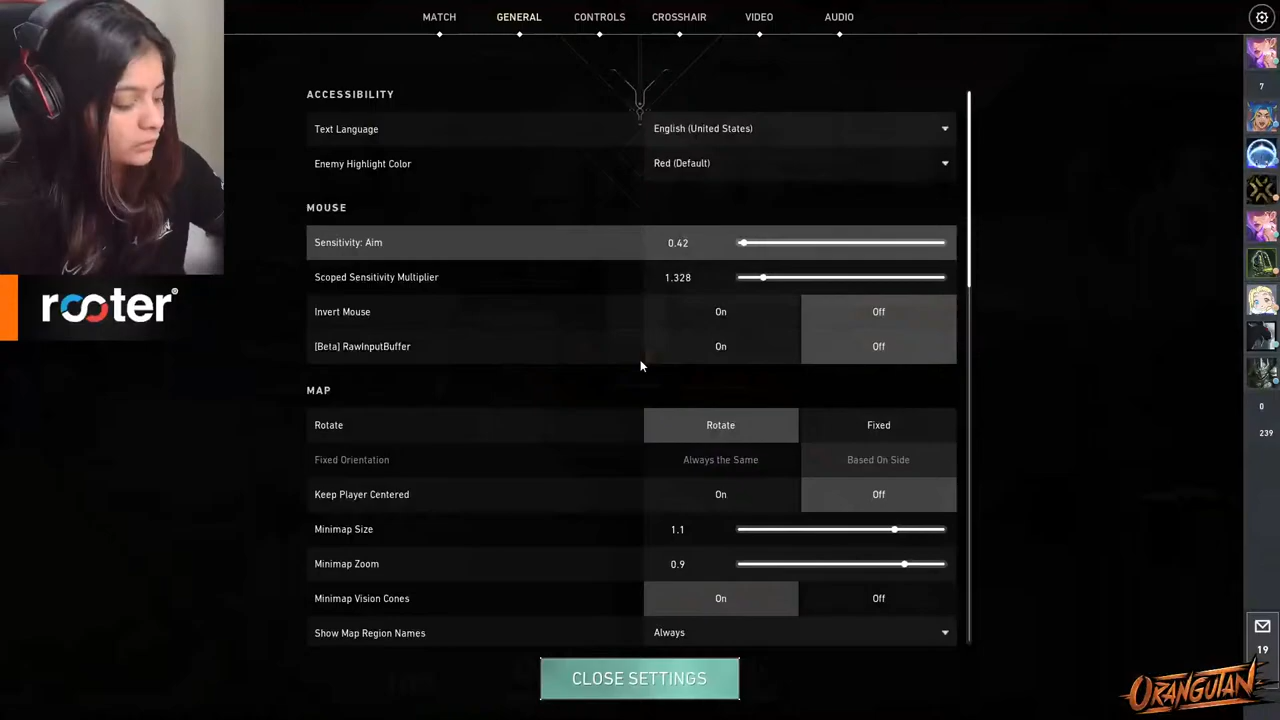 MATCH GENERAL CONTROLS CROSSHAIR VIDEO AUDIO
ACCESSIBILITY
Text Language English (United States)
Enemy Highlight Color Red (Default)
MOUSE
Sensitivity: Aim 0.42
Scoped Sensitivity Multiplier 1.328
Invert Mouse On Off
[Beta] RawInputBuffer On Off
MAP
Rotate Rotate Fixed
Fixed Orientation Always the Same Based On Side
Keep Player Centered On Off
Minimap Size 1.1
Minimap Zoom 0.9
Minimap Vision Cones On Off
Show Map Region Names Always
CLOSE SETTINGS
rooter®
7
0
239
19
ORANGUTAN